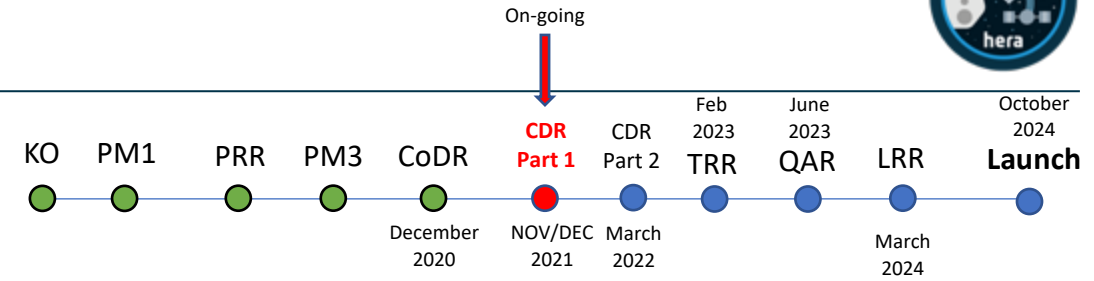 On-going
hera
KO
PM1
PRR
PM3
CoDR
December
2020
CDR
Part 1
NOV/DEC
2021
CDR
Part 2
March
2022
Feb
2023
TRR
June
2023
QAR
LRR
March
2024
October
2024
Launch